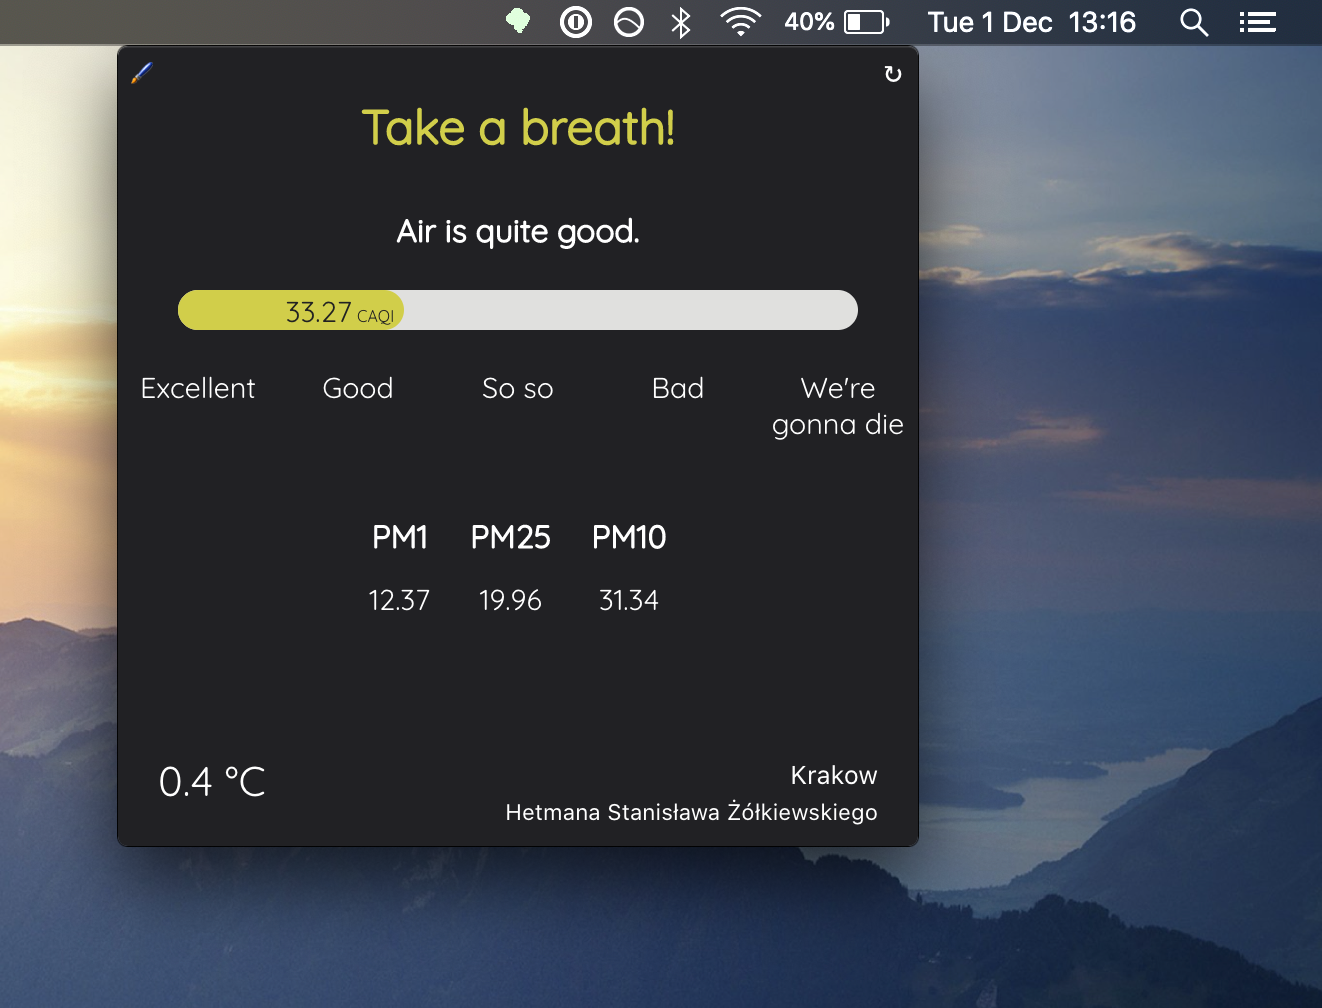 40% Tue 1 Dec 13:16
Take a breath!
Air is quite good.
33.27 CAQI
Excellent Good So so Bad We're
gonna die
PM1 PM25 PM10
12.37 19.96 31.34
0.4 °C
Krakow
Hetmana Stanisława Żółkiewskiego